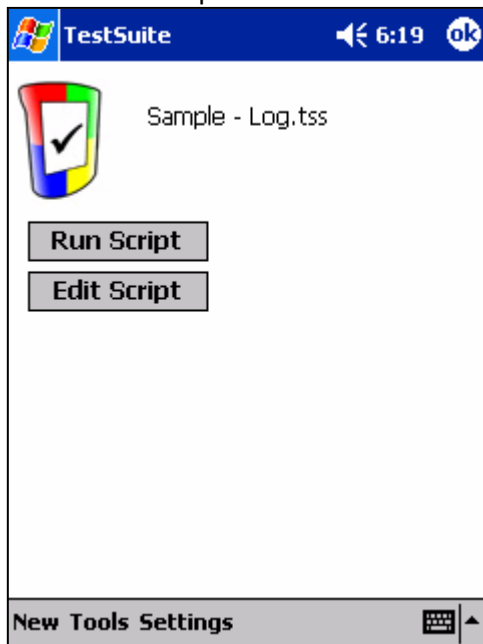 TestSuite 6:19 ok
Sample - Log.tss
Run Script
Edit Script
New Tools Settings